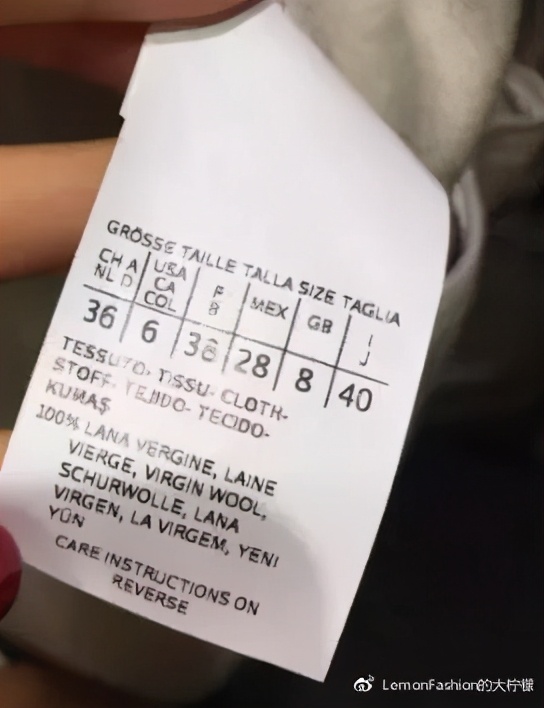 GRÖSSE TAILLE TALLA SIZE TAGLIA
CH A USA F MEX GB I
NL D CA B J
COL
36 6 38 28 8 40
TESSUTO- TISSU- CLOTH-
STOFF- TEJIDO- TECIDO-
KUMAŞ
100% LANA VERGINE, LAINE
VIERGE, VIRGIN WOOL,
SCHURWOLLE, LANA
VIRGEN, LA VIRGEM, YENI
YÜN
CARE INSTRUCTIONS ON
REVERSE
LemonFashion的大柠檬